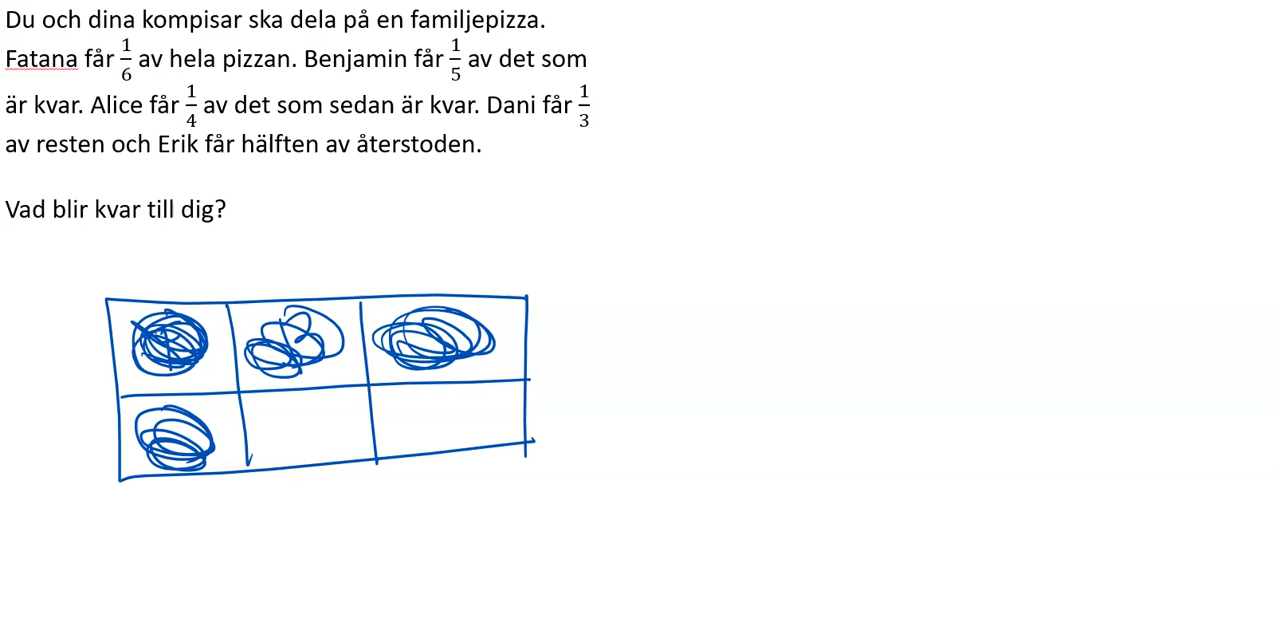 Du och dina kompisar ska dela på en familjepizza.
Fatana får 1/6 av hela pizzan. Benjamin får 1/5 av det som
är kvar. Alice får 1/4 av det som sedan är kvar. Dani får 1/3
av resten och Erik får hälften av återstoden.
Vad blir kvar till dig?